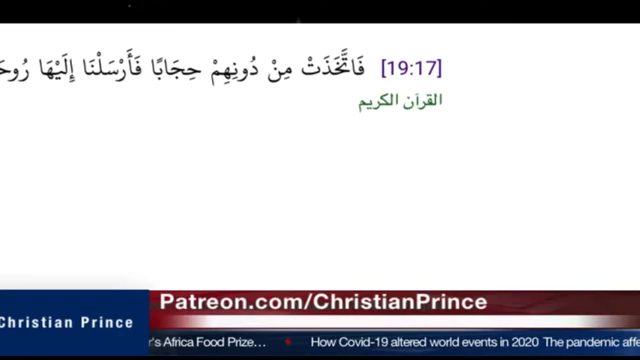 [19:17] فَاتَّخَذَتْ مِنْ دُونِهِمْ حِجَابًا فَأَرْسَلْنَا إِلَيْهَا
القرآن الكريم
Patreon.com/ChristianPrince
Christian Prince
's Africa Food Prize... How Covid-19 altered world events in 2020 The pandemic